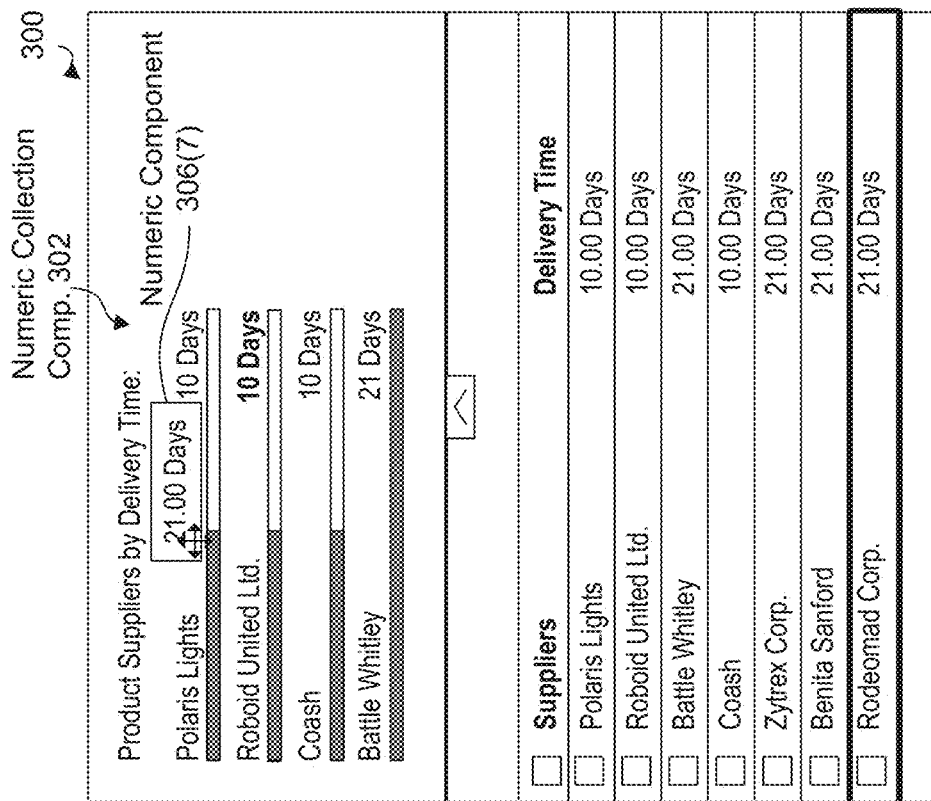 300
Numeric Collection
Comp. 302
Numeric Component
306(7)
Product Suppliers by Delivery Time:
21.00 Days
Polaris Lights 10 Days
Roboid United Ltd. 10 Days
Coash 10 Days
Battle Whitley 21 Days
Suppliers Delivery Time
Polaris Lights 10.00 Days
Roboid United Ltd. 10.00 Days
Battle Whitley 21.00 Days
Coash 10.00 Days
Zytrex Corp. 21.00 Days
Benita Sanford 21.00 Days
Rodeomad Corp. 21.00 Days